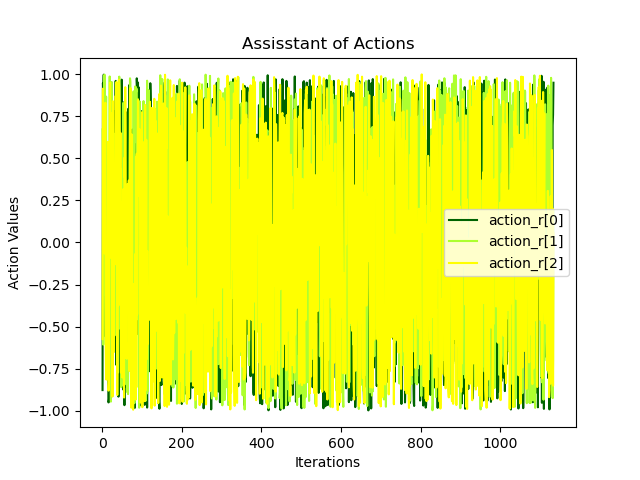 Assisstant of Actions
1.00
0.75
0.50
0.25
0.00
−0.25
−0.50
−0.75
−1.00
Action Values
action_r[0]
action_r[1]
action_r[2]
0 200 400 600 800 1000
Iterations